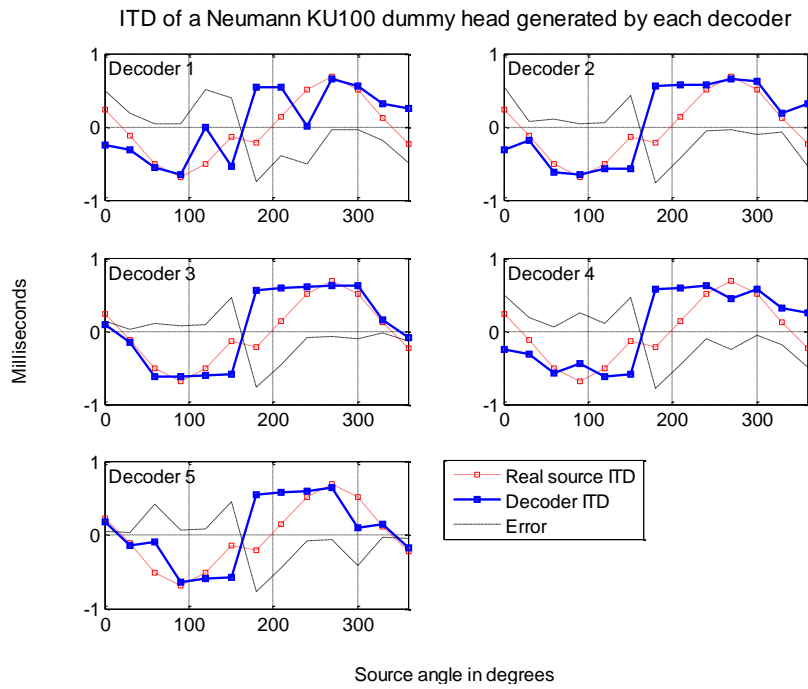 ITD of a Neumann KU100 dummy head generated by each decoder
Decoder 1
1
0
-1
0 100 200 300
Decoder 2
1
0
-1
0 100 200 300
Decoder 3
1
0
-1
0 100 200 300
Decoder 4
1
0
-1
0 100 200 300
Milliseconds
Decoder 5
1
0
-1
0 100 200 300
Real source ITD
Decoder ITD
Error
Source angle in degrees